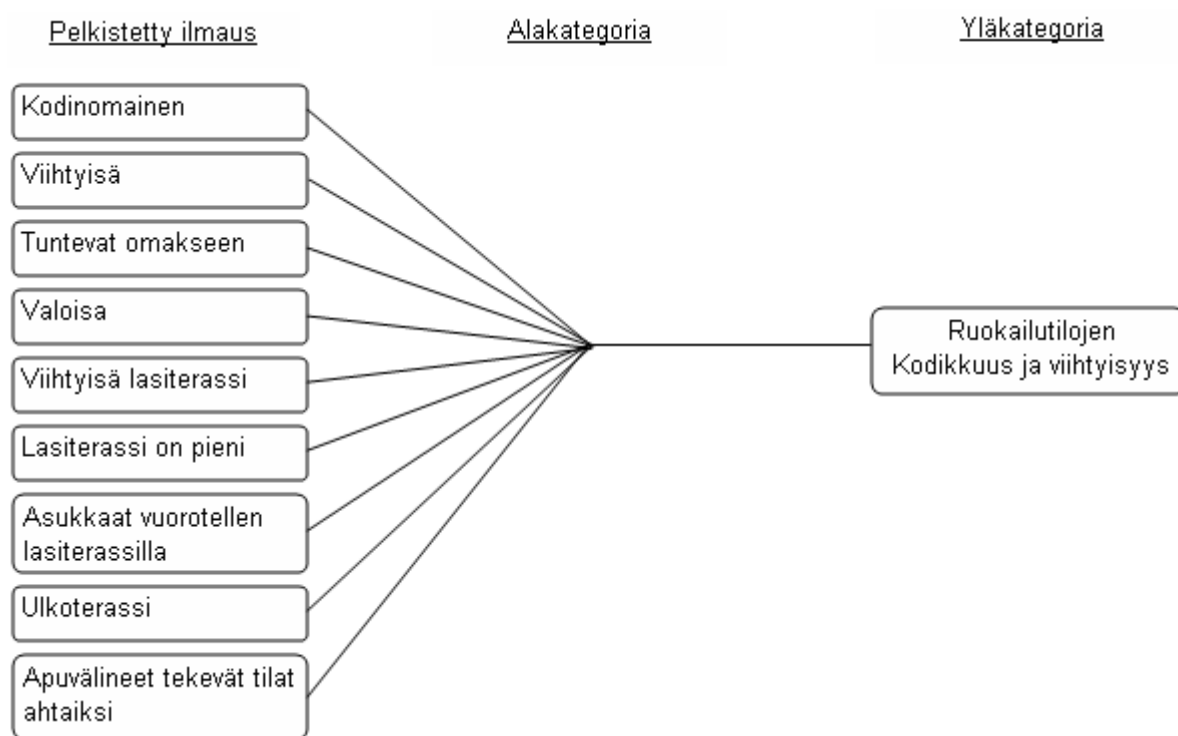 Pelkistetty ilmaus
Alakategoria
Yläkategoria
Kodinomainen
Viihtyisä
Tuntevat omakseen
Valoisa
Viihtyisä lasiterassi
Lasiterassi on pieni
Asukkaat vuorotellen
lasiterassilla
Ulkoterassi
Apuvälineet tekevät tilat
ahtaiksi
Ruokailutilojen
Kodikkuus ja viihtyisyys